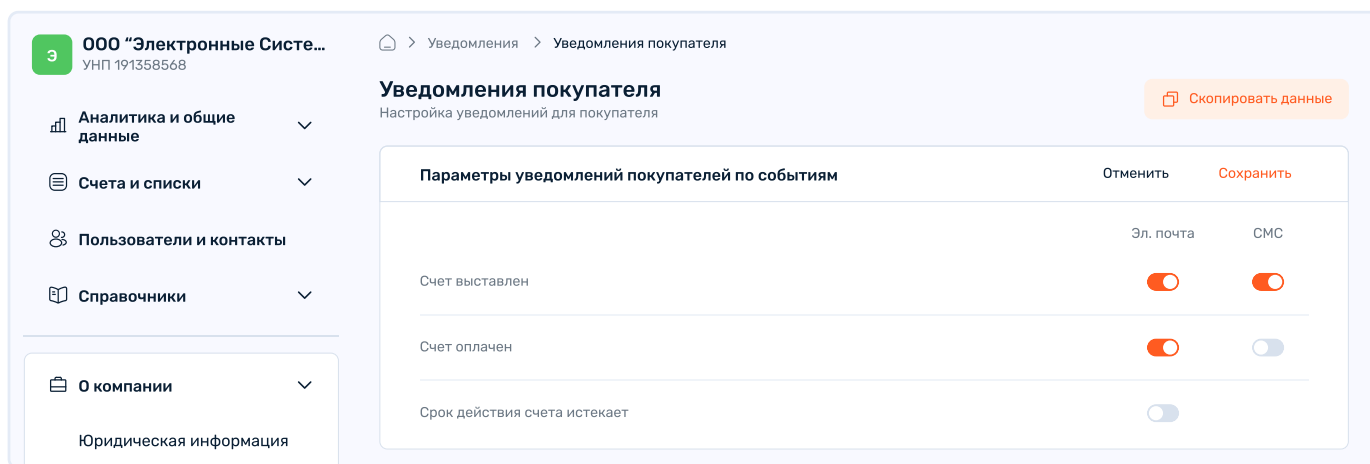 Э
ООО “Электронные Систе...
УНП 191358568
Аналитика и общие
данные
Счета и списки
Пользователи и контакты
Справочники
О компании
Юридическая информация
Уведомления
Уведомления покупателя
Уведомления покупателя
Настройка уведомлений для покупателя
Скопировать данные
Параметры уведомлений покупателей по событиям
Отменить
Сохранить
Эл. почта
СМС
Счет выставлен
Счет оплачен
Срок действия счета истекает